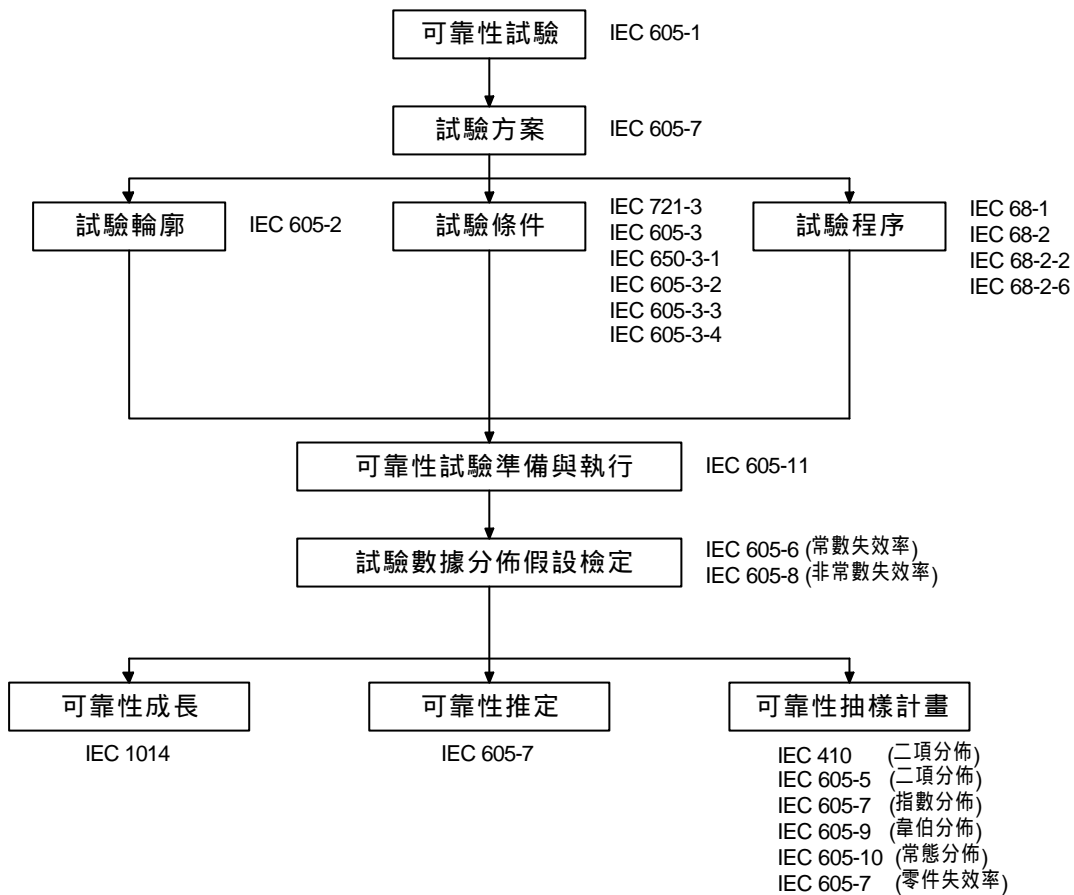 可靠性試驗
IEC 605-1
試驗方案
IEC 605-7
試驗輪廓
IEC 605-2
試驗條件
IEC 721-3
IEC 605-3
IEC 650-3-1
IEC 605-3-2
IEC 605-3-3
IEC 605-3-4
試驗程序
IEC 68-1
IEC 68-2
IEC 68-2-2
IEC 68-2-6
可靠性試驗準備與執行
IEC 605-11
試驗數據分佈假設檢定
IEC 605-6 (常數失效率)
IEC 605-8 (非常數失效率)
可靠性成長
IEC 1014
可靠性推定
IEC 605-7
可靠性抽樣計畫
IEC 410 (二項分佈)
IEC 605-5 (二項分佈)
IEC 605-7 (指數分佈)
IEC 605-9 (韋伯分佈)
IEC 605-10 (常態分佈)
IEC 605-7 (零件失效率)